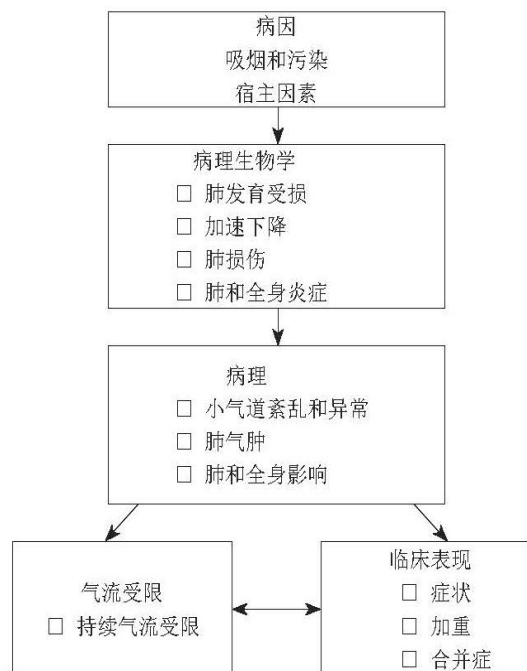 病因
吸烟和污染
宿主因素
病理生物学
□ 肺发育受损
□ 加速下降
□ 肺损伤
□ 肺和全身炎症
病理
□ 小气道紊乱和异常
□ 肺气肿
□ 肺和全身影响
气流受限
□ 持续气流受限
临床表现
□ 症状
□ 加重
□ 合并症